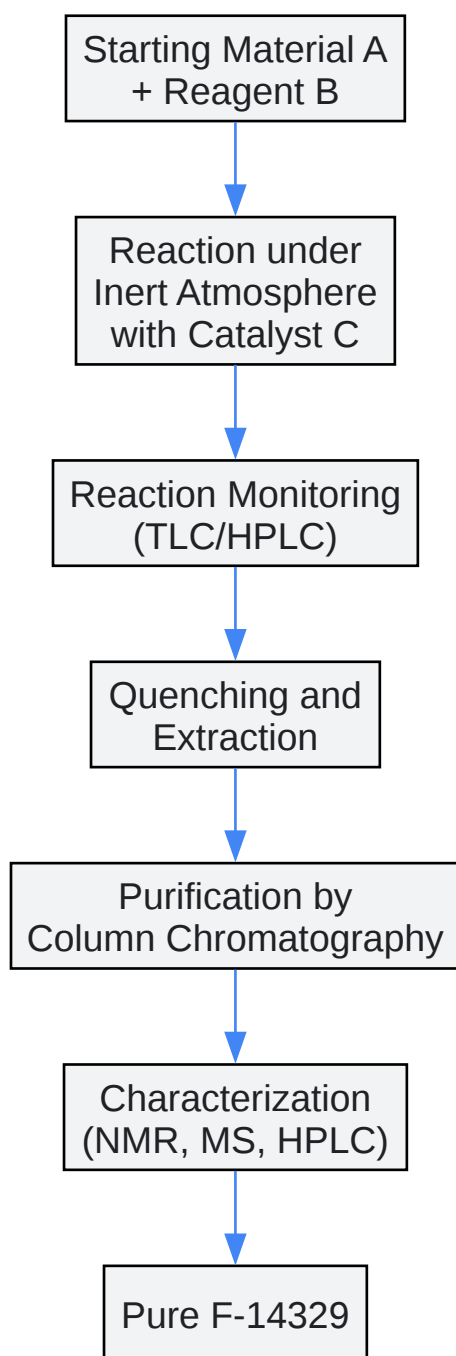 Starting Material A
+ Reagent B
Reaction under
Inert Atmosphere
with Catalyst C
Reaction Monitoring
(TLC/HPLC)
Quenching and
Extraction
Purification by
Column Chromatography
Characterization
(NMR, MS, HPLC)
Pure F-14329